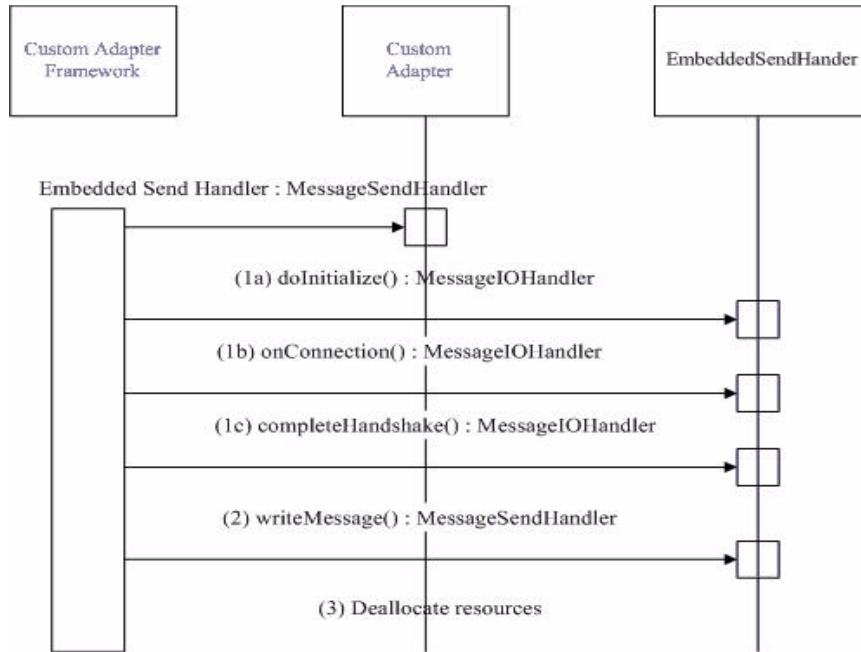 Custom Adapter
Framework
Custom
Adapter
EmbeddedSendHander
Embedded Send Handler : MessageSendHandler
(1a) doInitialize() : MessageIOHandler
(1b) onConnection() : MessageIOHandler
(1c) completeHandshake() : MessageIOHandler
(2) writeMessage() : MessageSendHandler
(3) Deallocate resources